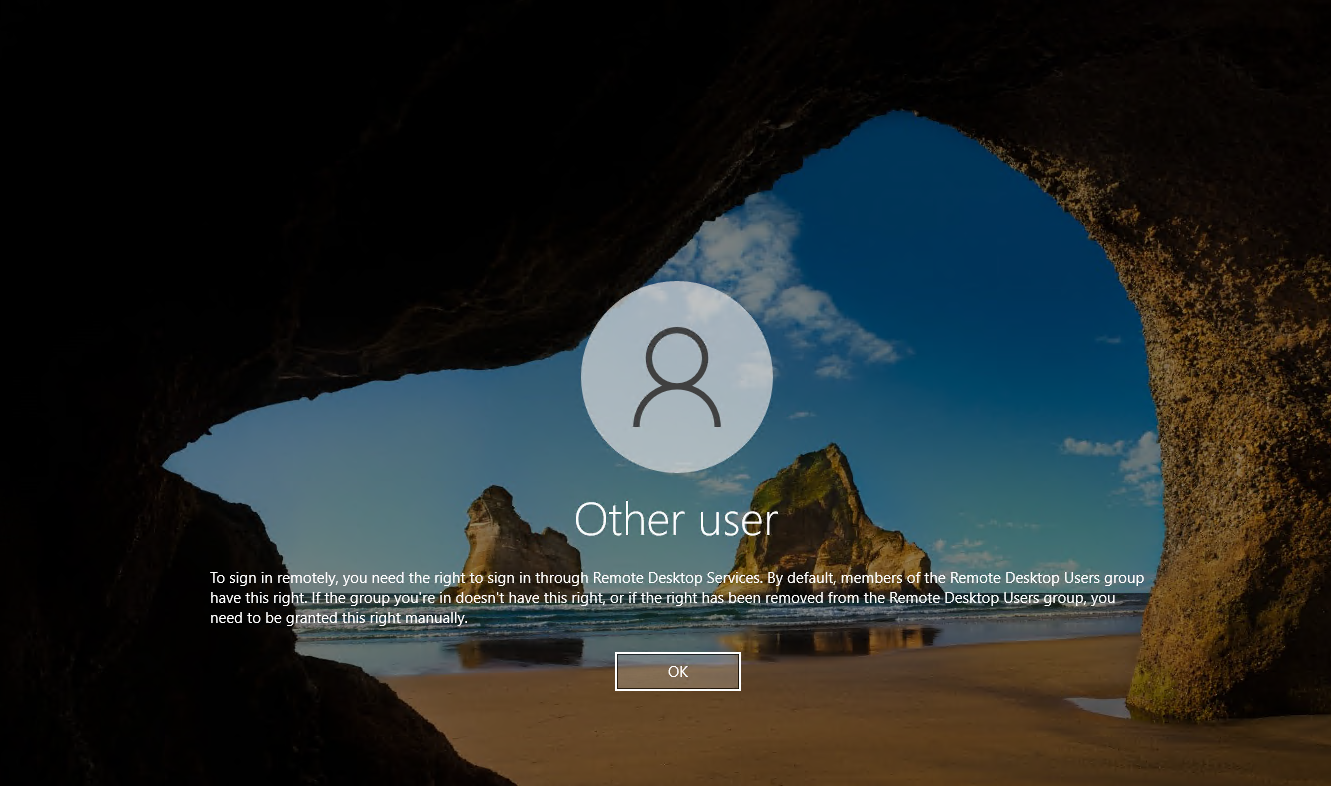 Other user
To sign in remotely, you need the right to sign in through Remote Desktop Services. By default, members of the Remote Desktop Users group
have this right. If the group you're in doesn't have this right, or if the right has been removed from the Remote Desktop Users group, you
need to be granted this right manually.
OK